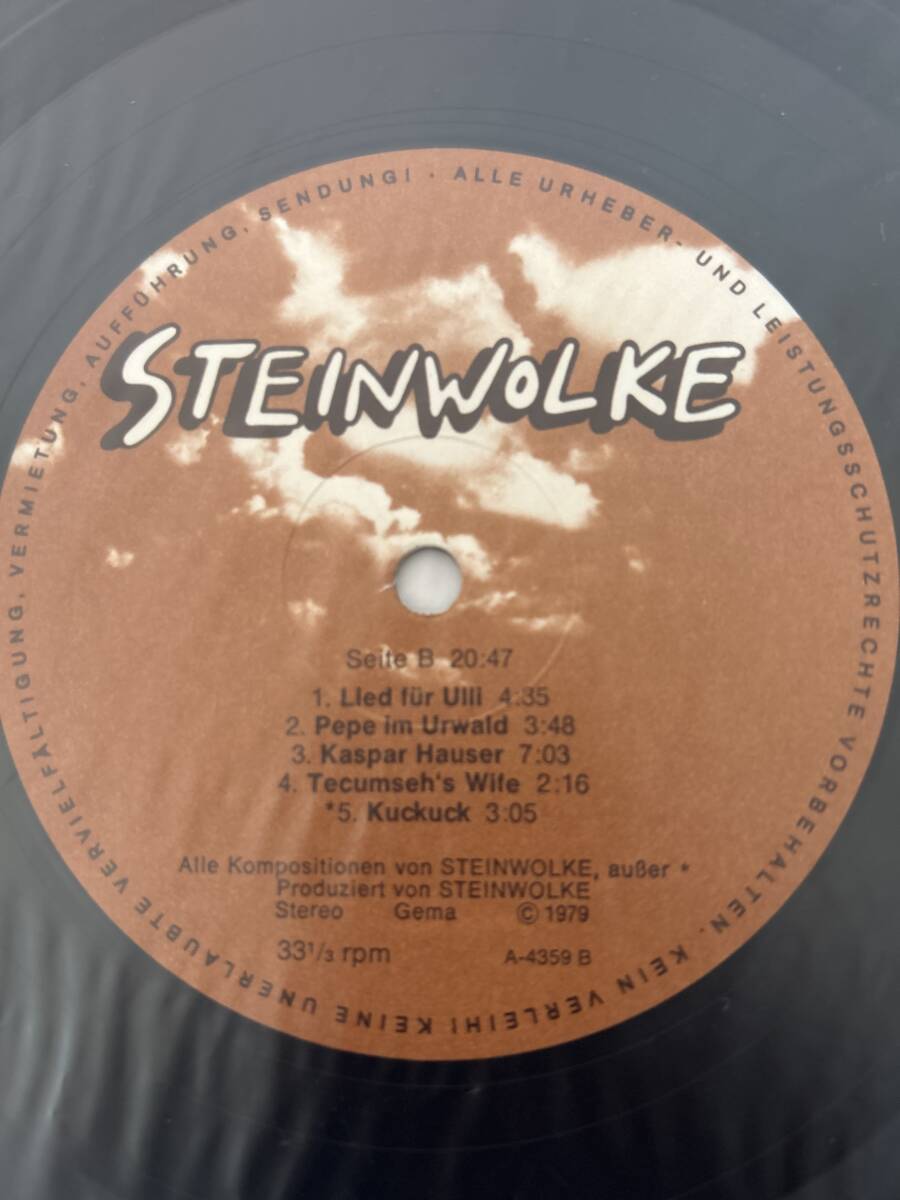 ALLE URHEBER- UND LEISTUNGSSCHUTZRECHTE VORBEHALTEN. KEIN VERLEIH! KEINE UNERLAUBTE VERVIELFÄLTIGUNG, VERMIETUNG, AUFFÜHRUNG, SENDUNG! ·
STEINWOLKE
Seite B 20:47
1. Lied für Ulli 4:35
2. Pepe im Urwald 3:48
3. Kaspar Hauser 7:03
4. Tecumseh's Wife 2:16
*5. Kuckuck 3:05
Alle Kompositionen von STEINWOLKE, außer *
Produziert von STEINWOLKE
Stereo Gema © 1979
33 1/3 rpm A-4359 B